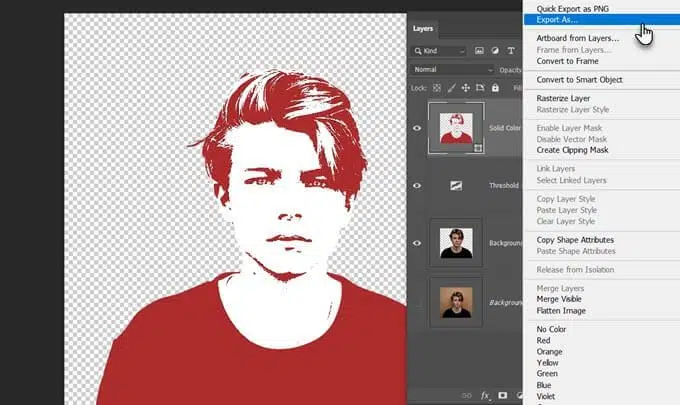 Layers
Kind
Normal
Opacity
Lock:
Fill
Solid Color
Threshold
Background
Background
Quick Export as PNG
Export As...
Artboard from Layers...
Frame from Layers...
Convert to Frame
Convert to Smart Object
Rasterize Layer
Rasterize Layer Style
Enable Layer Mask
Disable Vector Mask
Create Clipping Mask
Link Layers
Select Linked Layers
Copy Layer Style
Paste Layer Style
Clear Layer Style
Copy Shape Attributes
Paste Shape Attributes
Release from Isolation
Merge Layers
Merge Visible
Flatten Image
No Color
Red
Orange
Yellow
Green
Blue
Violet